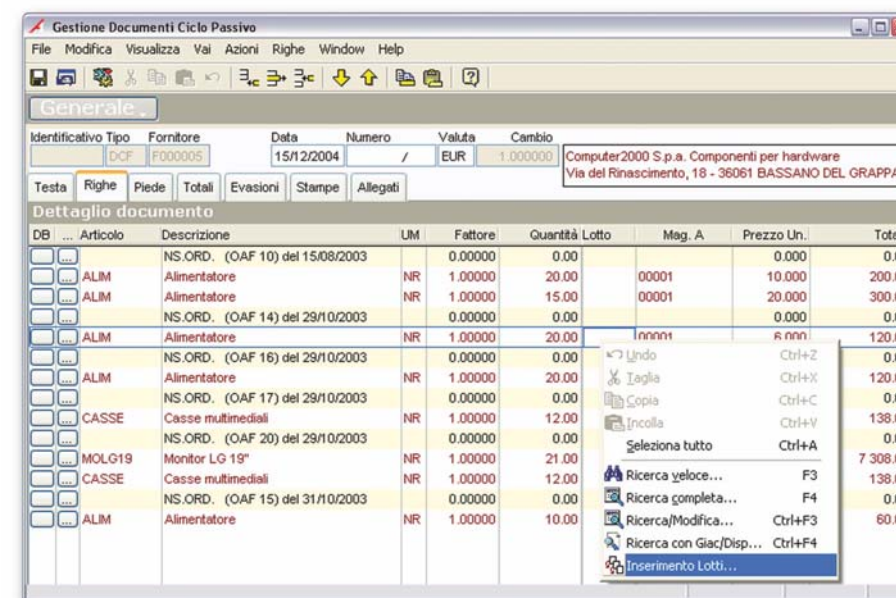 Gestione Documenti Ciclo Passivo
File Modifica Visualizza Vai Azioni Righe Window Help
Generale
Identificativo Tipo Fornitore Data Numero Valuta Cambio
DCF F000005 15/12/2004 / EUR 1.000000
Computer2000 S.p.a. Componenti per hardware
Via del Rinascimento, 18 - 36061 BASSANO DEL GRAPPA
Testa Righe Piede Totali Evasioni Stampe Allegati
Dettaglio documento
DB ... Articolo Descrizione UM Fattore Quantità Lotto Mag. A Prezzo Un.
... NS.ORD. (OAF 10) del 15/08/2003 0.00000 0.00 0.000
... ALIM Alimentatore NR 1.00000 20.00 00001 10.000
... ALIM Alimentatore NR 1.00000 15.00 00001 20.000
... NS.ORD. (OAF 14) del 29/10/2003 0.00000 0.00 0.000
... ALIM Alimentatore NR 1.00000 20.00 00001 6.000
... NS.ORD. (OAF 16) del 29/10/2003 0.00000 0.00
... ALIM Alimentatore NR 1.00000 20.00
... NS.ORD. (OAF 17) del 29/10/2003 0.00000 0.00
... CASSE Casse multimediali NR 1.00000 12.00
... NS.ORD. (OAF 20) del 29/10/2003 0.00000 0.00
... MOLG19 Monitor LG 19" NR 1.00000 21.00
... CASSE Casse multimediali NR 1.00000 12.00
... NS.ORD. (OAF 15) del 31/10/2003 0.00000 0.00
... ALIM Alimentatore NR 1.00000 10.00
Undo Ctrl+Z
Taglia Ctrl+X
Copia Ctrl+C
Incolla Ctrl+V
Seleziona tutto Ctrl+A
Ricerca veloce... F3
Ricerca completa... F4
Ricerca/Modifica... Ctrl+F3
Ricerca con Giac/Disp... Ctrl+F4
Inserimento Lotti...